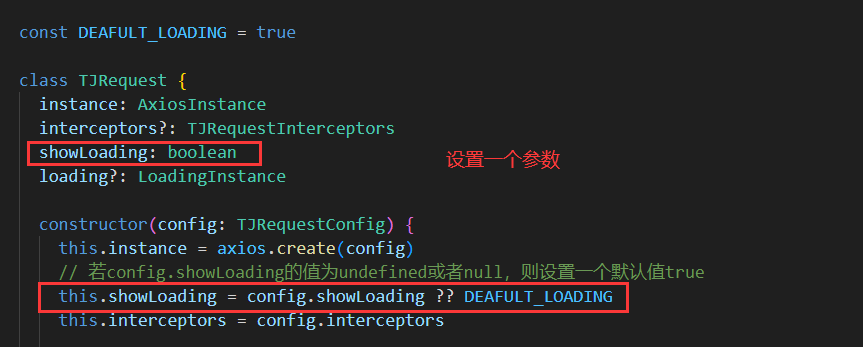 const DEAFULT_LOADING = true
class TJRequest {
instance: AxiosInstance
interceptors?: TJRequestInterceptors
showLoading: boolean
设置一个参数
loading?: LoadingInstance
constructor(config: TJRequestConfig) {
this.instance = axios.create(config)
// 若config.showLoading的值为undefined或者null，则设置一个默认值true
this.showLoading = config.showLoading ?? DEAFULT_LOADING
this.interceptors = config.interceptors